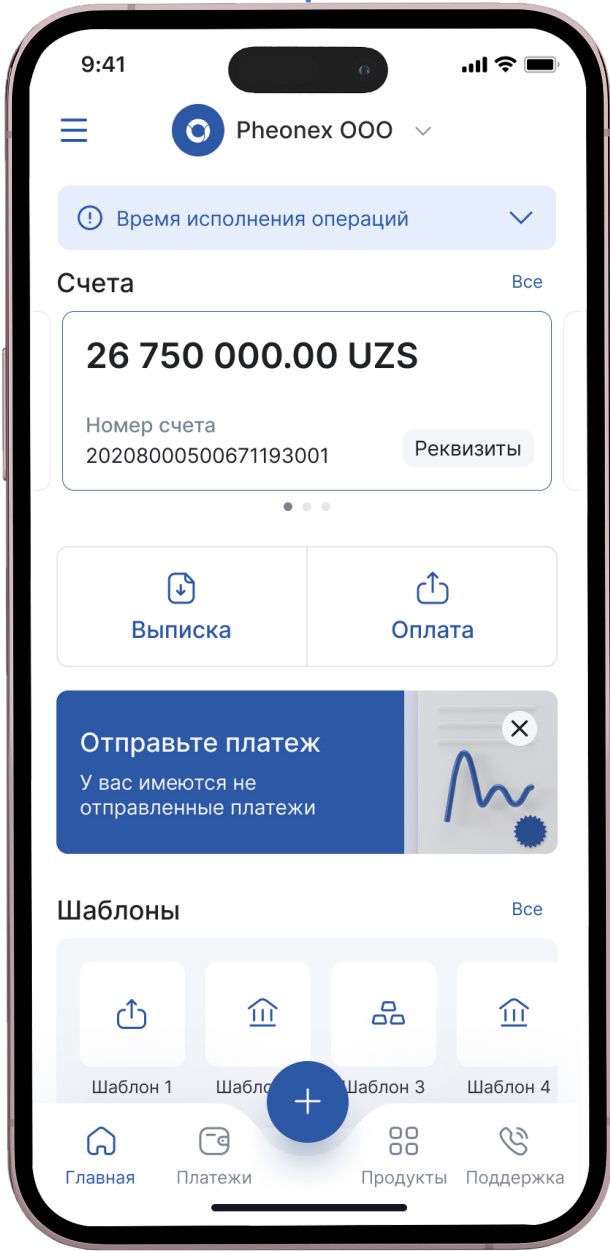 9:41
Pheonex OOO
Время исполнения операций
Счета
Все
26 750 000.00 UZS
Номер счета
20208000500671193001
Реквизиты
Выписка
Оплата
Отправьте платеж
У вас имеются не
отправленные платежи
Шаблоны
Все
Шаблон 1
Шабло
Шаблон 3
Шаблон 4
Главная
Платежи
Продукты
Поддержка